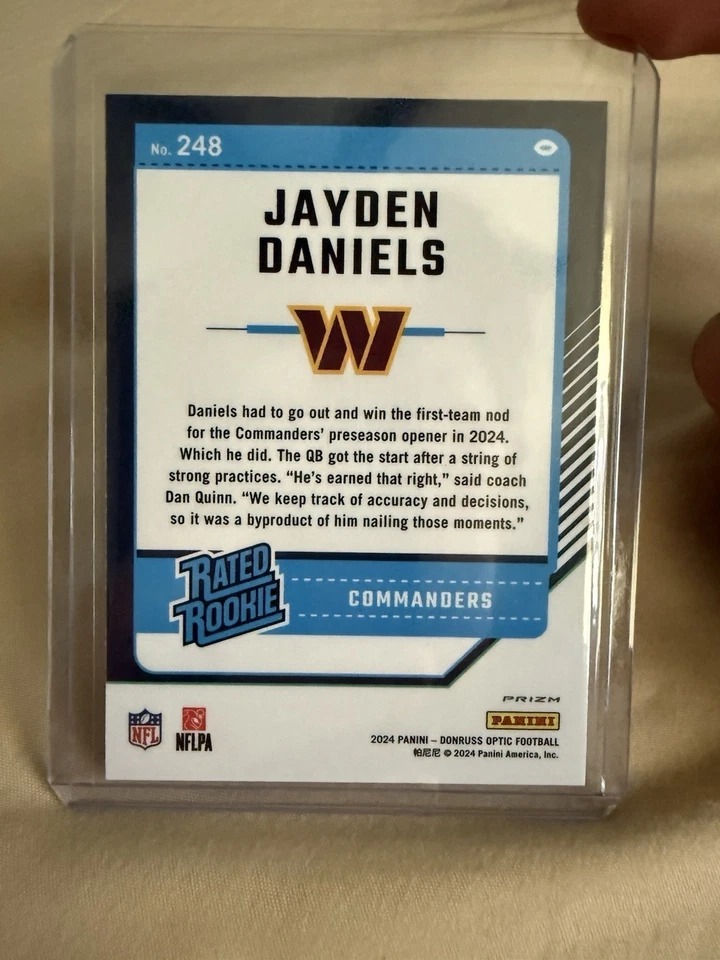 No. 248
JAYDEN
DANIELS
W
Daniels had to go out and win the first-team nod
for the Commanders' preseason opener in 2024.
Which he did. The QB got the start after a string of
strong practices. “He's earned that right,” said coach
Dan Quinn. “We keep track of accuracy and decisions,
so it was a byproduct of him nailing those moments.”
RATED
ROOKIE
COMMANDERS
PRIZM
PANINI
NFL
NFLPA
2024 PANINI – DONRUSS OPTIC FOOTBALL
帕尼尼 © 2024 Panini America, Inc.